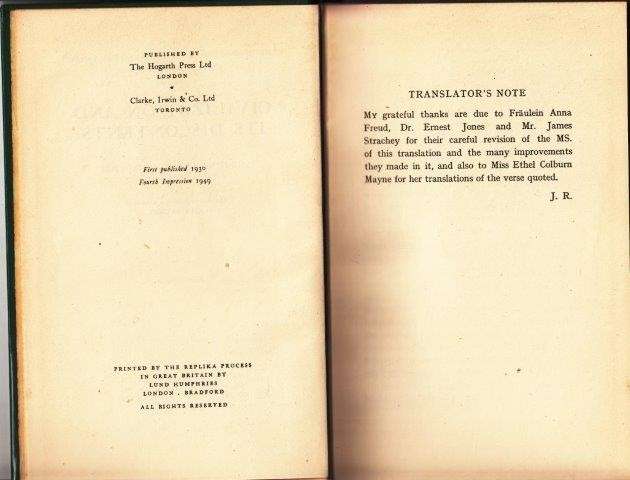 PUBLISHED BY
The Hogarth Press Ltd
LONDON
Clarke, Irwin & Co. Ltd
TORONTO
First published 1930
Fourth Impression 1949
PRINTED BY THE REPLIKA PROCESS
IN GREAT BRITAIN BY
LUND HUMPHRIES
LONDON . BRADFORD
ALL RIGHTS RESERVED
TRANSLATOR'S NOTE
My grateful thanks are due to Fräulein Anna
Freud, Dr. Ernest Jones and Mr. James
Strachey for their careful revision of the MS.
of this translation and the many improvements
they made in it, and also to Miss Ethel Colburn
Mayne for her translations of the verse quoted.
J. R.